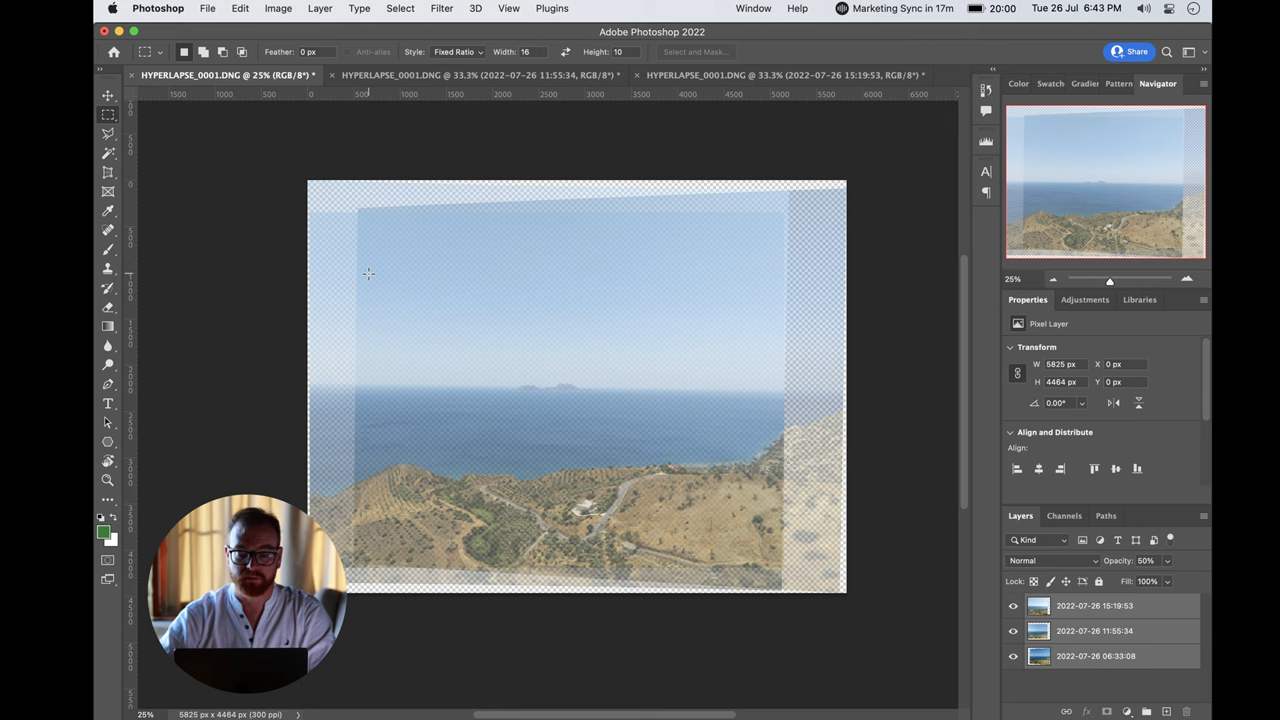 Photoshop File Edit Image Layer Type Select Filter 3D View Plugins Window Help Marketing Sync in 17m 20:00 Tue 26 Jul 6:43 PM
Adobe Photoshop 2022
Feather: 0 px Anti-alias Style: Fixed Ratio Width: 16 Height: 10 Select and Mask... Share
HYPERLAPSE_0001.DNG @ 25% (RGB/8*) * HYPERLAPSE_0001.DNG @ 33.3% (2022-07-26 11:55:34, RGB/8*) * HYPERLAPSE_0001.DNG @ 33.3% (2022-07-26 15:19:53, RGB/8*) *
Color Swatch Gradier Pattern Navigator
1500 1000 500 0 500 1000 1500 2000 2500 3000 3500 4000 4500 5000 5500 6000
25%
Properties Adjustments Libraries
Pixel Layer
Transform
W 5825 px X 0 px
H 4464 px Y 0 px
0.00°
Align and Distribute
Align:
Layers Channels Paths
Kind
Normal Opacity: 50%
Lock: Fill: 100%
2022-07-26 15:19:53
2022-07-26 11:55:34
2022-07-26 06:33:08
25% 5825 px x 4464 px (300 ppi)